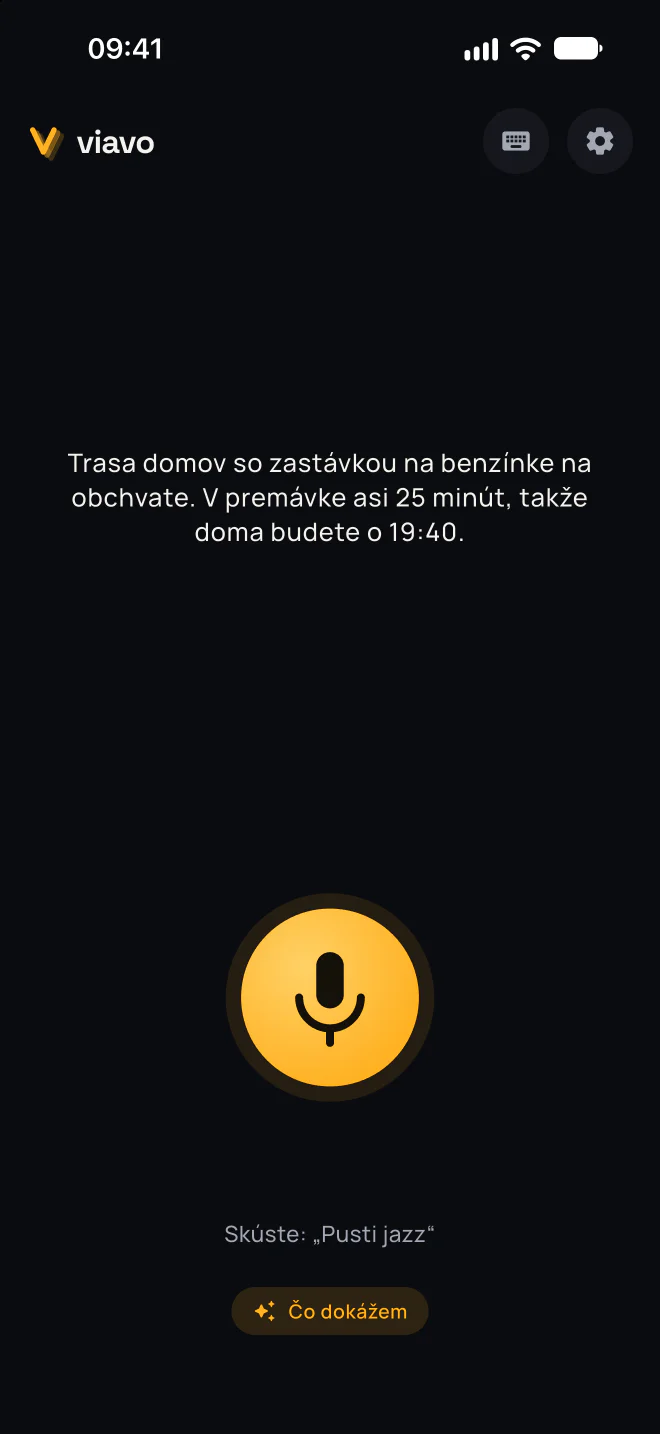 09:41
viavo
Trasa domov so zastávkou na benzínke na
obchvate. V premávke asi 25 minút, takže
doma budete o 19:40.
Skúste: „Pusti jazz“
Čo dokážem